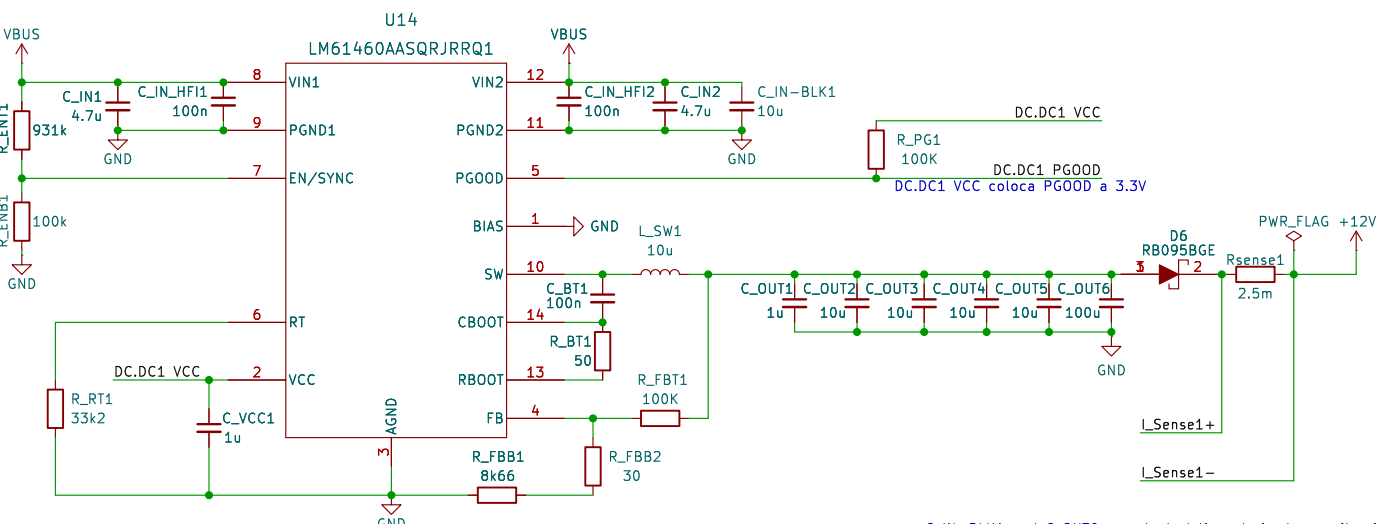 U14
LM61460AASQRJRRQ1
VBUS
VBUS
8
VIN1
VIN2
12
C_IN1
4.7u
C_IN_HFI1
100n
C_IN_HFI2
100n
C_IN2
4.7u
C_IN-BLK1
10u
R_ENT1
931k
9
PGND1
PGND2
11
GND
GND
DC.DC1 VCC
R_PG1
100K
7
EN/SYNC
PGOOD
5
DC.DC1 PGOOD
DC.DC1 VCC coloca PGOOD a 3.3V
R_ENB1
100k
BIAS
1
GND
L_SW1
10u
PWR_FLAG
+12V
D6
RB095BGE
GND
SW
10
C_BT1
100n
C_OUT1
1u
C_OUT2
10u
C_OUT3
10u
C_OUT4
10u
C_OUT5
10u
C_OUT6
100u
2
Rsense1
2.5m
6
RT
CBOOT
14
R_BT1
50
GND
DC.DC1 VCC
2
VCC
RBOOT
13
R_FBT1
100K
R_RT1
33k2
C_VCC1
1u
AGND
3
FB
4
I_Sense1+
R_FBB1
8k66
R_FBB2
30
I_Sense1-
GND